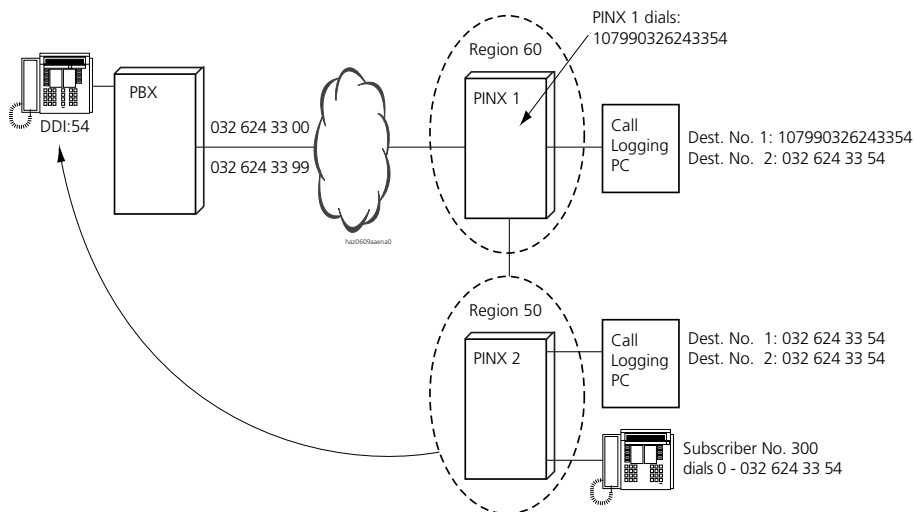 PINX 1 dials:
107990326243354
Region 60
PBX
PINX 1
DDI:54
032 624 33 00
032 624 33 99
Call
Logging
PC
Dest. No. 1: 107990326243354
Dest. No. 2: 032 624 33 54
haz0609aaena0
Region 50
PINX 2
Call
Logging
PC
Dest. No. 1: 032 624 33 54
Dest. No. 2: 032 624 33 54
Subscriber No. 300
dials 0 - 032 624 33 54